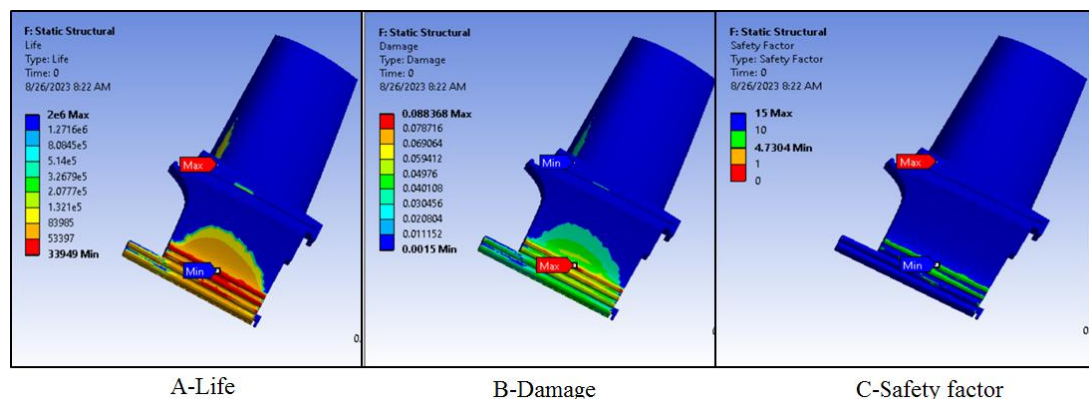 F: Static Structural
Life
Type: Life
Time: 0
8/26/2023 8:22 AM
2e6 Max
1.2716e6
8.0845e5
5.14e5
3.2679e5
2.0777e5
1.321e5
83985
53397
33949 Min
Max
Min
0.
F: Static Structural
Damage
Type: Damage
Time: 0
8/26/2023 8:22 AM
0.088368 Max
0.078716
0.069064
0.059412
0.04976
0.040108
0.030456
0.020804
0.011152
0.0015 Min
Min
Max
0.
F: Static Structural
Safety Factor
Type: Safety Factor
Time: 0
8/26/2023 8:22 AM
15 Max
10
4.7304 Min
1
0
Max
Min
0.
A-Life
B-Damage
C-Safety factor